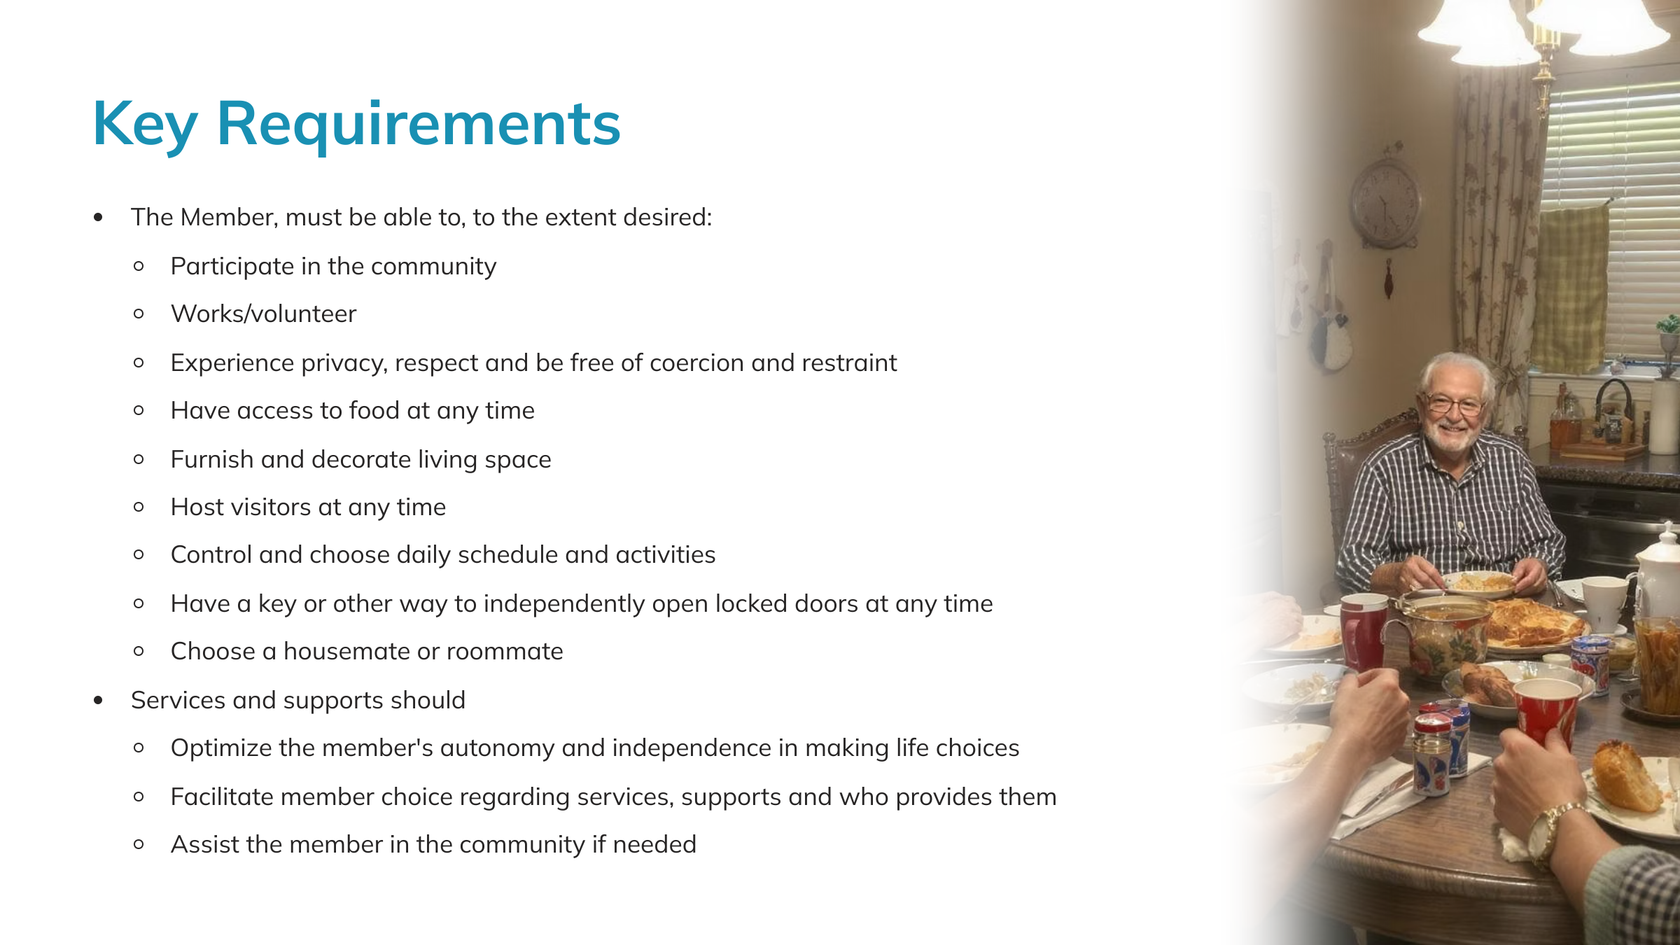 Key Requirements
• The Member, must be able to, to the extent desired:
◦ Participate in the community
◦ Works/volunteer
◦ Experience privacy, respect and be free of coercion and restraint
◦ Have access to food at any time
◦ Furnish and decorate living space
◦ Host visitors at any time
◦ Control and choose daily schedule and activities
◦ Have a key or other way to independently open locked doors at any time
◦ Choose a housemate or roommate
• Services and supports should
◦ Optimize the member's autonomy and independence in making life choices
◦ Facilitate member choice regarding services, supports and who provides them
◦ Assist the member in the community if needed